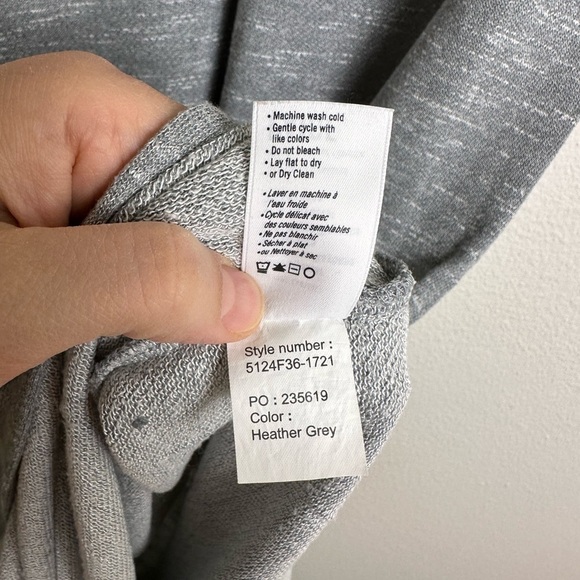 • Machine wash cold
• Gentle cycle with
like colors
• Do not bleach
• Lay flat to dry
• or Dry Clean
• Laver en machine à
l'eau froide
• Cycle délicat avec
des couleurs semblables
• Ne pas blanchir
• Sécher à plat
•ou Nettoyer à sec
Style number :
5124F36-1721
PO : 235619
Color :
Heather Grey